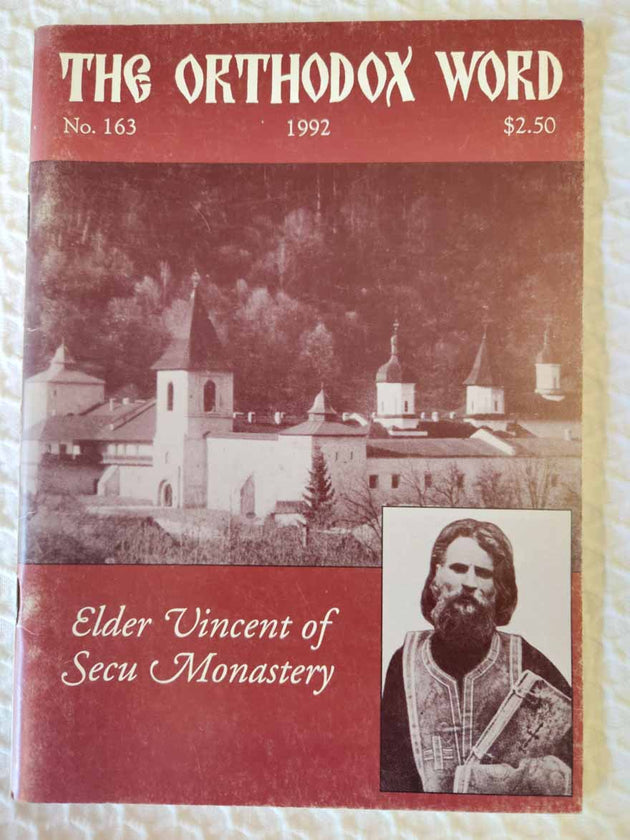 THE ORTHODOX WORD
No. 163 1992 $2.50
Elder Vincent of
Secu Monastery